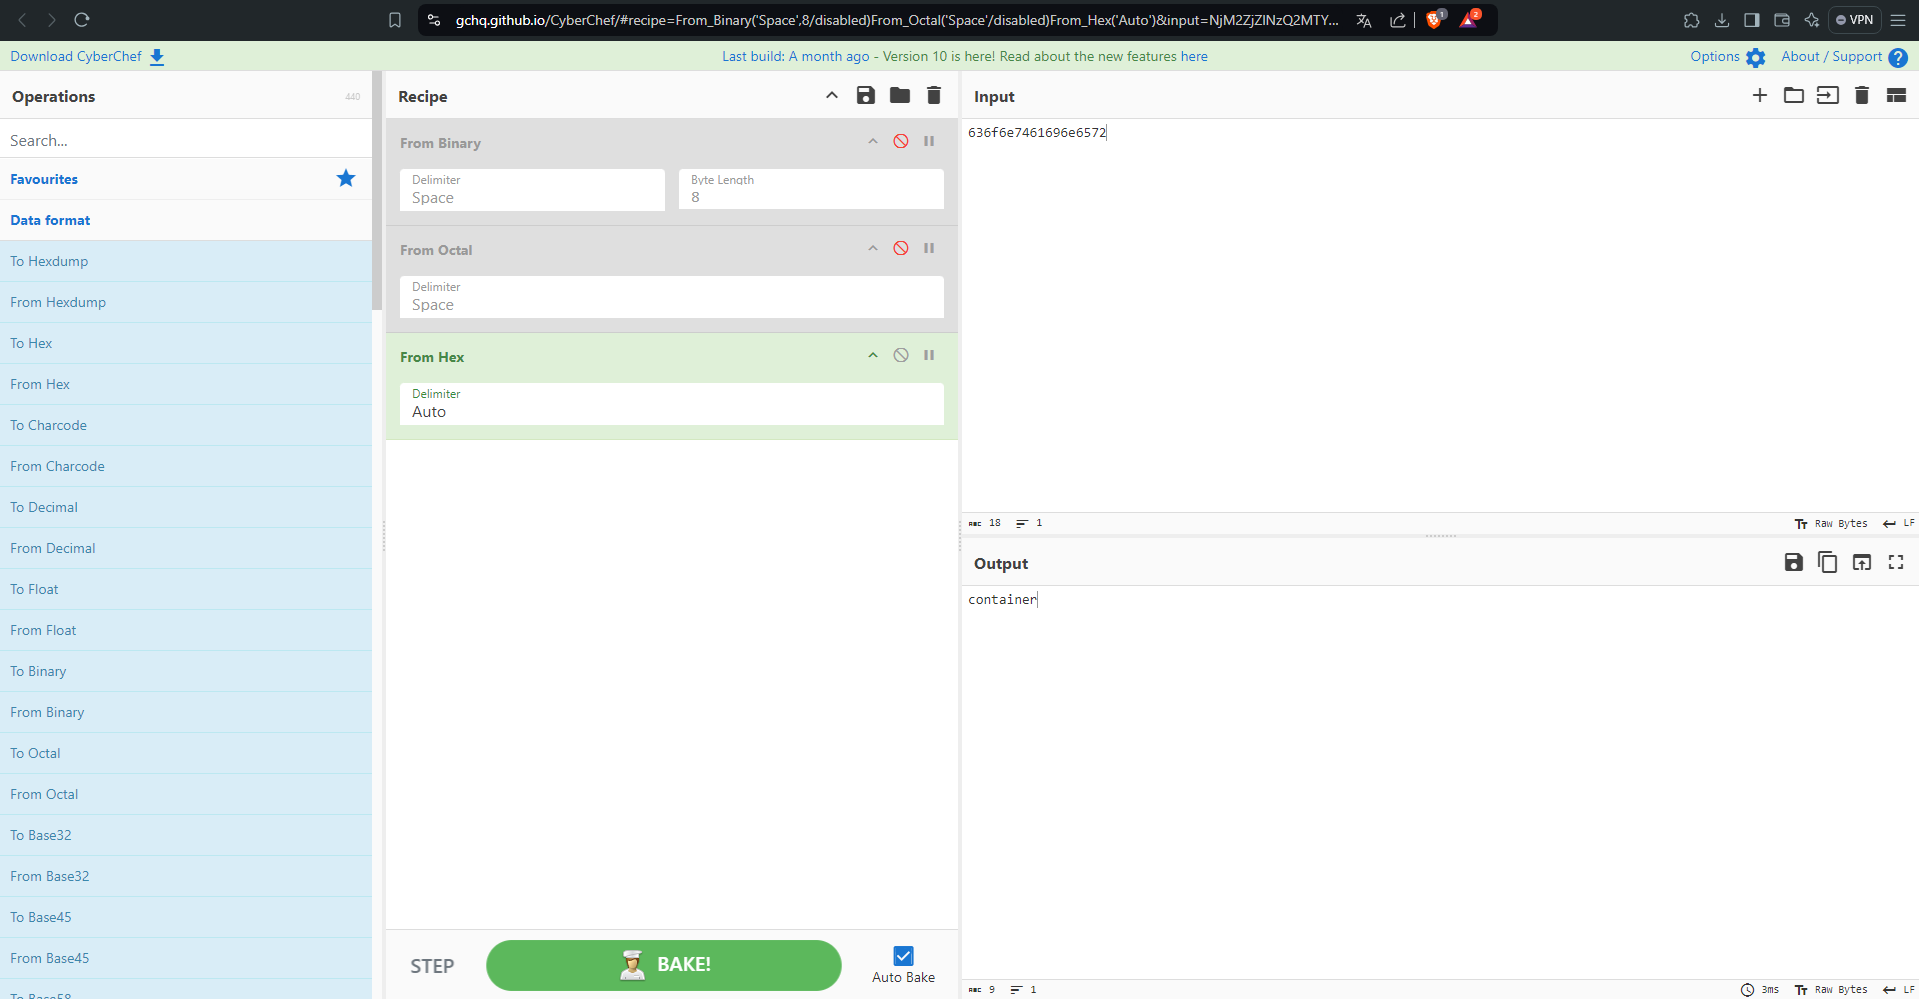 gchq.github.io/CyberChef/#recipe=From_Binary('Space',8/disabled)From_Octal('Space'/disabled)From_Hex('Auto')&input=NjM2ZjZlNzQ2MTY...
1
2
VPN
Download CyberChef
Last build: A month ago - Version 10 is here! Read about the new features here
Options
About / Support
Operations
440
Search...
Favourites
Data format
To Hexdump
From Hexdump
To Hex
From Hex
To Charcode
From Charcode
To Decimal
From Decimal
To Float
From Float
To Binary
From Binary
To Octal
From Octal
To Base32
From Base32
To Base45
From Base45
To Base58
Recipe
From Binary
Delimiter
Space
Byte Length
8
From Octal
Delimiter
Space
From Hex
Delimiter
Auto
STEP
BAKE!
Auto Bake
Input
636f6e7461696e6572
ABC 18 1
Tт Raw Bytes LF
Output
container
ABC 9 1
3ms Tт Raw Bytes LF